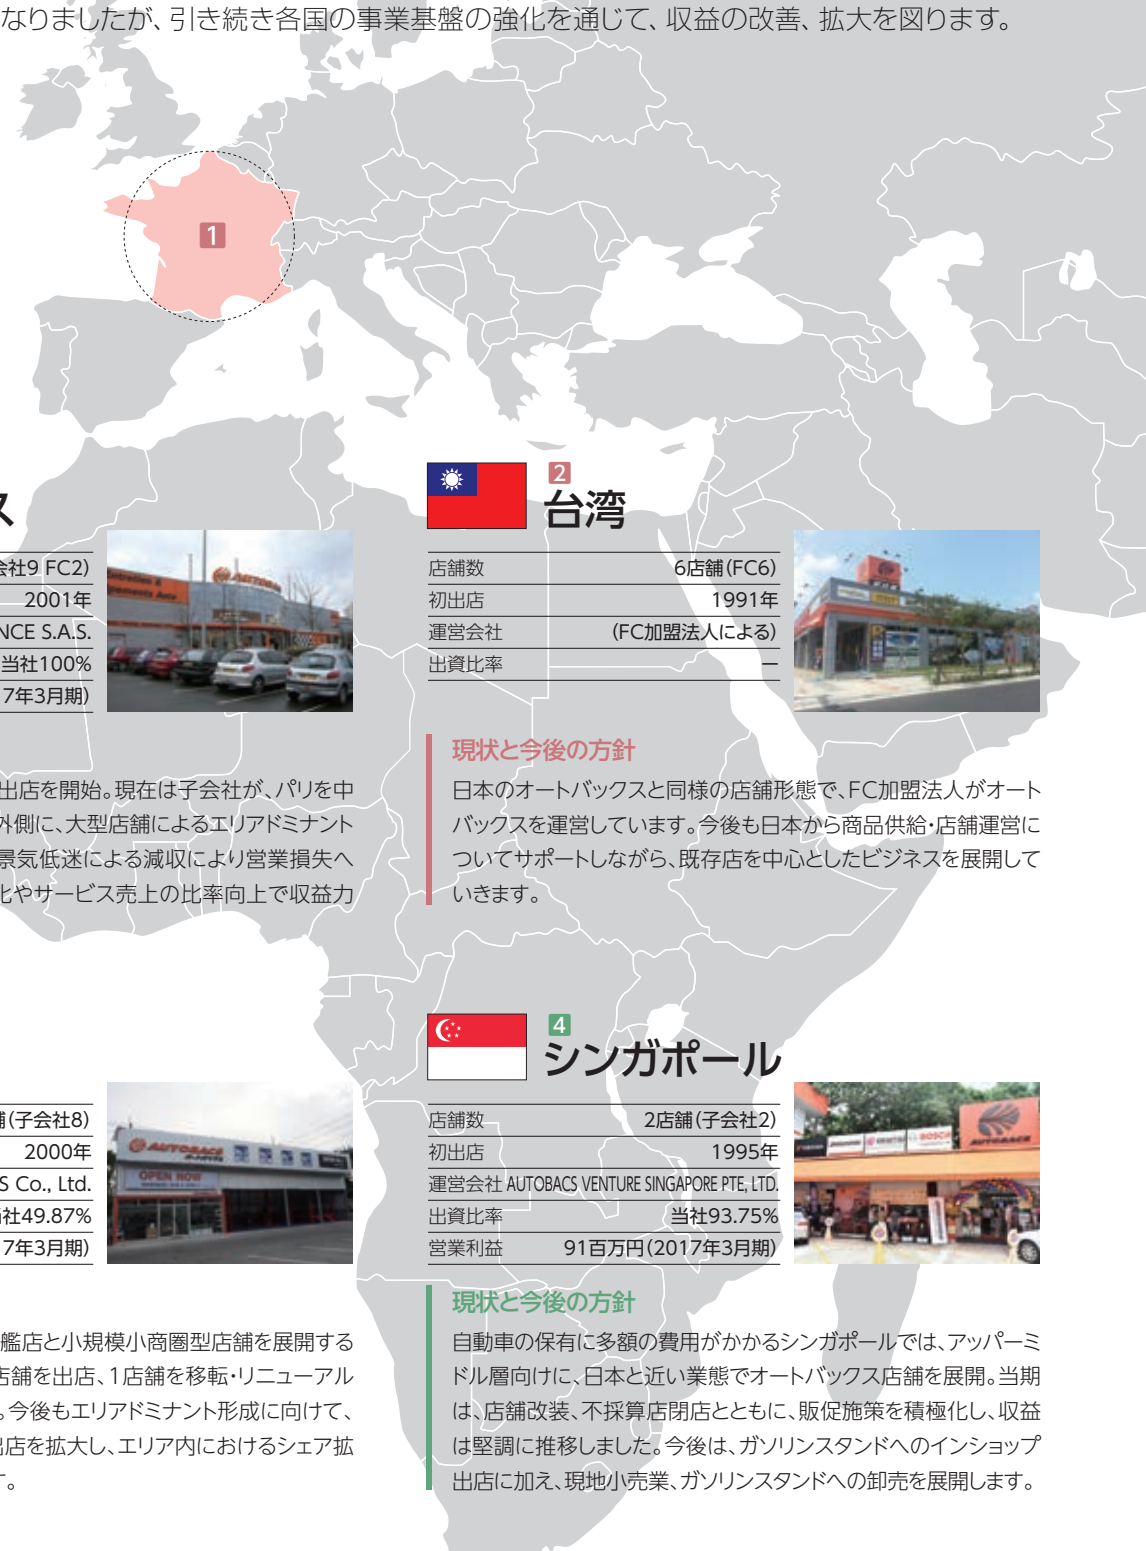 なりましたが、引き続き各国の事業基盤の強化を通じて、収益の改善、拡大を図ります。
1
ス
会社9 FC2)
2001年
NCE S.A.S.
当社100%
7年3月期)
AUTOBACS
出店を開始。現在は子会社が、パリを中
外側に、大型店舗によるエリアドミナント
景気低迷による減収により営業損失へ
化やサービス売上の比率向上で収益力
2
台湾
店舗数 6店舗(FC6)
初出店 1991年
運営会社 (FC加盟法人による)
出資比率 ―
現状と今後の方針
日本のオートバックスと同様の店舗形態で、FC加盟法人がオート
バックスを運営しています。今後も日本から商品供給・店舗運営に
ついてサポートしながら、既存店を中心としたビジネスを展開して
いきます。
舗(子会社8)
2000年
S Co., Ltd.
当社49.87%
7年3月期)
AUTOBACS
OPEN NOW
艦店と小規模小商圏型店舗を展開する
店舗を出店、1店舗を移転・リニューアル
。今後もエリアドミナント形成に向けて、
出店を拡大し、エリア内におけるシェア拡
す。
4
シンガポール
店舗数 2店舗(子会社2)
初出店 1995年
運営会社 AUTOBACS VENTURE SINGAPORE PTE, LTD.
出資比率 当社93.75%
営業利益 91百万円(2017年3月期)
BOSCH
AUTOBACS
現状と今後の方針
自動車の保有に多額の費用がかかるシンガポールでは、アッパーミ
ドル層向けに、日本と近い業態でオートバックス店舗を展開。当期
は、店舗改装、不採算店閉店とともに、販促施策を積極化し、収益
は堅調に推移しました。今後は、ガソリンスタンドへのインショップ
出店に加え、現地小売業、ガソリンスタンドへの卸売を展開します。